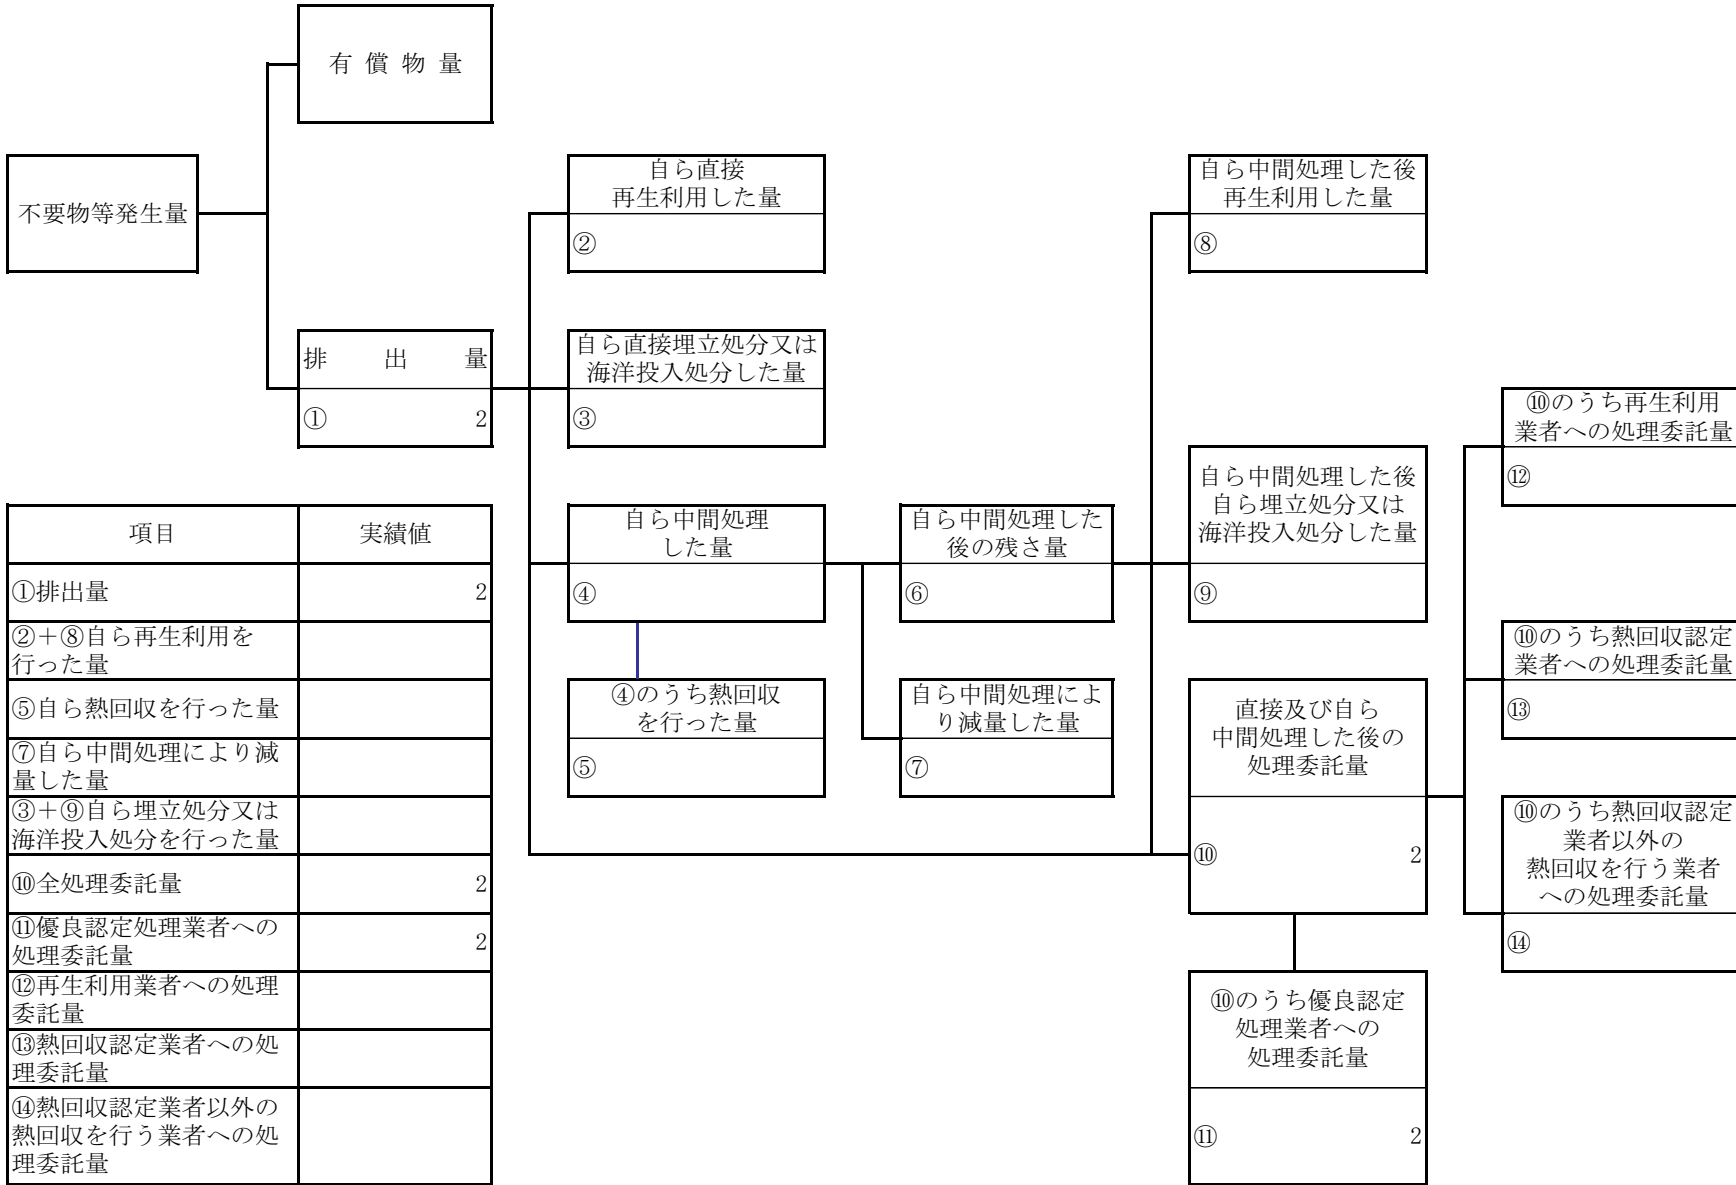 有 償 物 量
不要物等発生量
自ら直接
再生利用した量
②
自ら中間処理した後
再生利用した量
⑧
排 出 量
① 2
自ら直接埋立処分又は
海洋投入処分した量
③
⑩のうち再生利用
業者への処理委託量
⑫
自ら中間処理した後
自ら埋立処分又は
海洋投入処分した量
⑨
自ら中間処理
した量
④
自ら中間処理した
後の残さ量
⑥
⑩のうち熱回収認定
業者への処理委託量
⑬
④のうち熱回収
を行った量
⑤
自ら中間処理によ
り減量した量
⑦
直接及び自ら
中間処理した後の
処理委託量
⑩ 2
⑩のうち熱回収認定
業者以外の
熱回収を行う業者
への処理委託量
⑭
⑩のうち優良認定
処理業者への
処理委託量
⑪ 2
項目 実績値
①排出量 2
②＋⑧自ら再生利用を
行った量
⑤自ら熱回収を行った量
⑦自ら中間処理により減
量した量
③＋⑨自ら埋立処分又は
海洋投入処分を行った量
⑩全処理委託量 2
⑪優良認定処理業者への
処理委託量 2
⑫再生利用業者への処理
委託量
⑬熱回収認定業者への処
理委託量
⑭熱回収認定業者以外の
熱回収を行う業者への処
理委託量